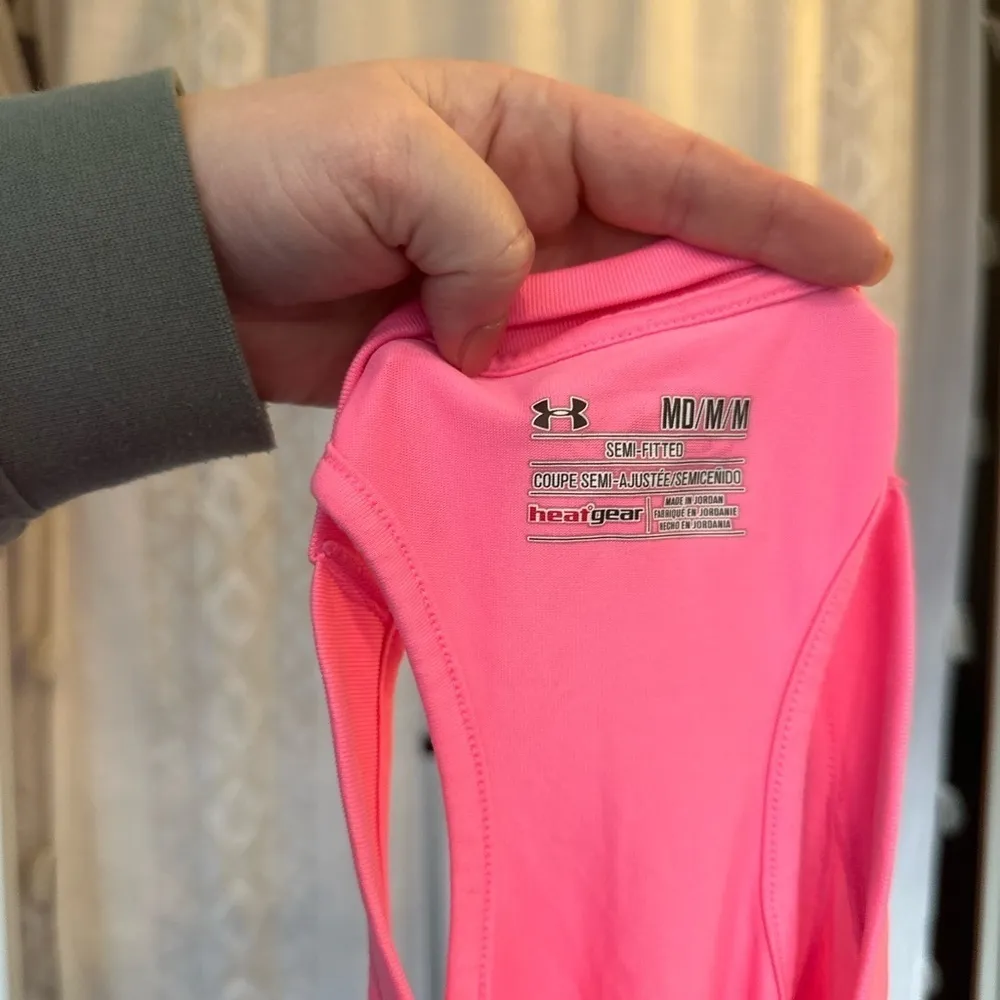 MD/M/M
SEMI-FITTED
COUPE SEMI-AJUSTÉE/SEMICEÑIDO
heatgear
MADE IN JORDAN
FABRIQUÉ EN JORDANIE
HECHO EN JORDANIA